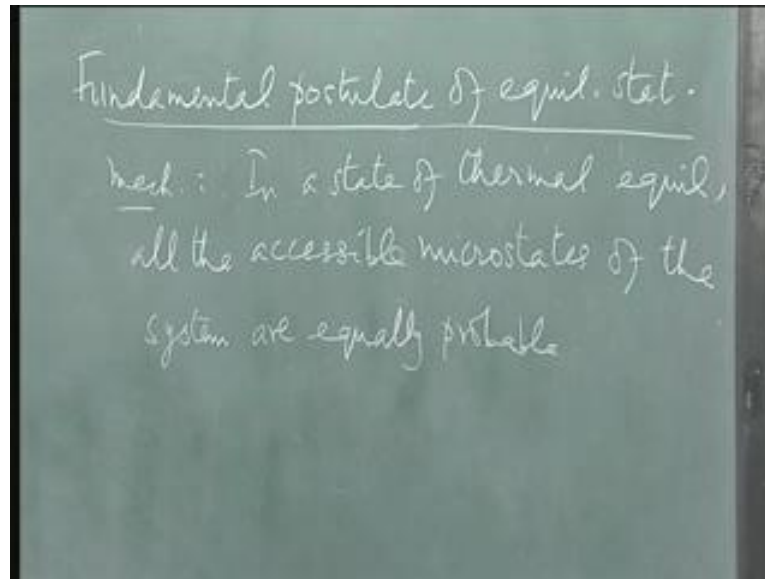 Fundamental postulate of equil. stat.
mech : In a state of thermal equil,
all the accessible microstates of the
system are equally probable